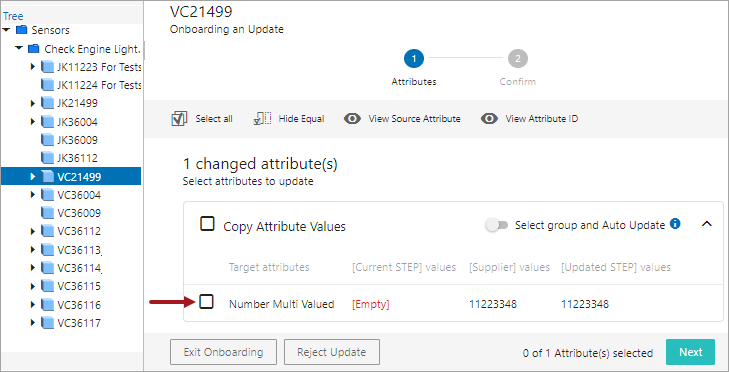 Tree
Sensors
Check Engine Light.
JK11223 For Tests
JK11224 For Tests
JK21499
JK36004
JK36009
JK36112
VC21499
VC36004
VC36009
VC36112
VC36113
VC36114
VC36115
VC36116
VC36117
VC21499
Onboarding an Update
1
2
Attributes
Confirm
Select all
Hide Equal
View Source Attribute
View Attribute ID
1 changed attribute(s)
Select attributes to update
Copy Attribute Values
Select group and Auto Update
Target attributes
[Current STEP] values
[Supplier] values
[Updated STEP] values
Number Multi Valued
[Empty]
11223348
11223348
Exit Onboarding
Reject Update
0 of 1 Attribute(s) selected
Next